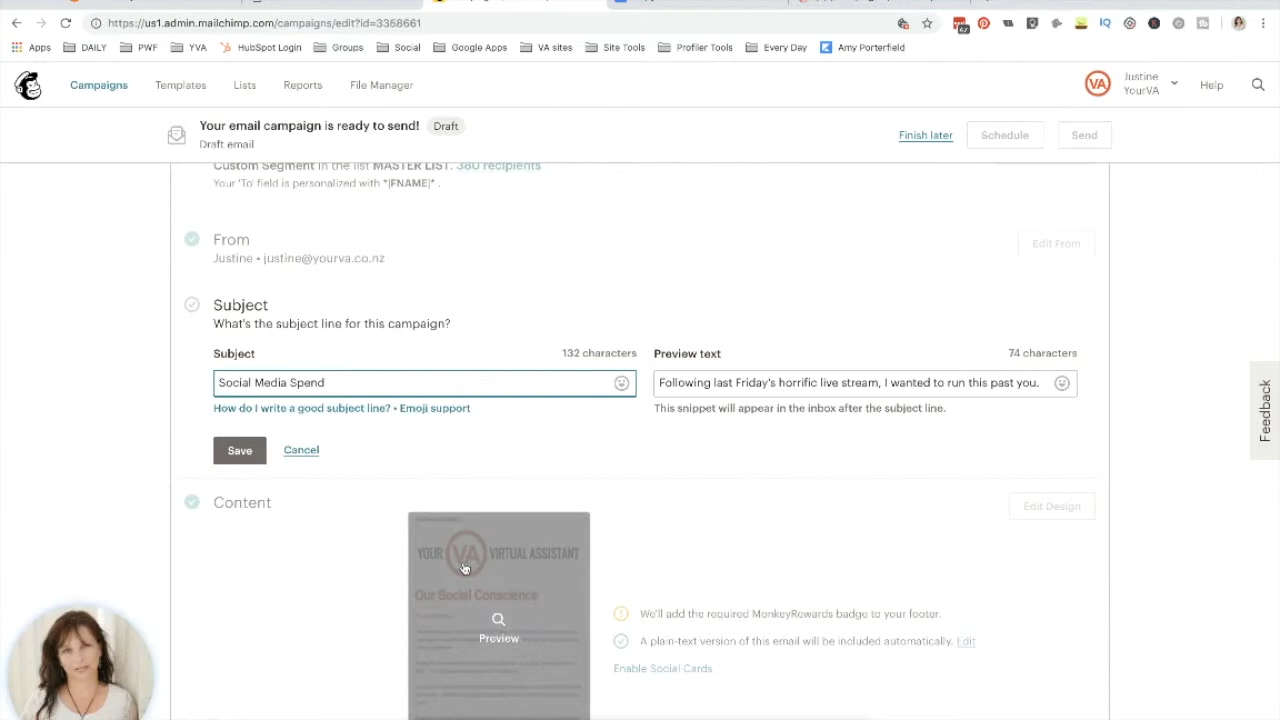 https://us1.admin.mailchimp.com/campaigns/edit?id=3358661
Apps DAILY PWF YVA HubSpot Login Groups Social Google Apps VA sites Site Tools Profiler Tools Every Day Amy Porterfield
Campaigns Templates Lists Reports File Manager VA Justine YourVA Help
Your email campaign is ready to send! Draft
Draft email
Finish later Schedule Send
Custom Segment in the list MASTER LIST. 380 recipients
Your 'To' field is personalized with *|FNAME|* .
From
Justine • justine@yourva.co.nz
Edit From
Subject
What's the subject line for this campaign?
Subject 132 characters Preview text 74 characters
Social Media Spend Following last Friday's horrific live stream, I wanted to run this past you.
How do I write a good subject line? • Emoji support This snippet will appear in the inbox after the subject line.
Save Cancel
Feedback
Content Edit Design
YOUR VA VIRTUAL ASSISTANT
Our Social Conscience
Preview
We'll add the required MonkeyRewards badge to your footer.
A plain-text version of this email will be included automatically. Edit
Enable Social Cards